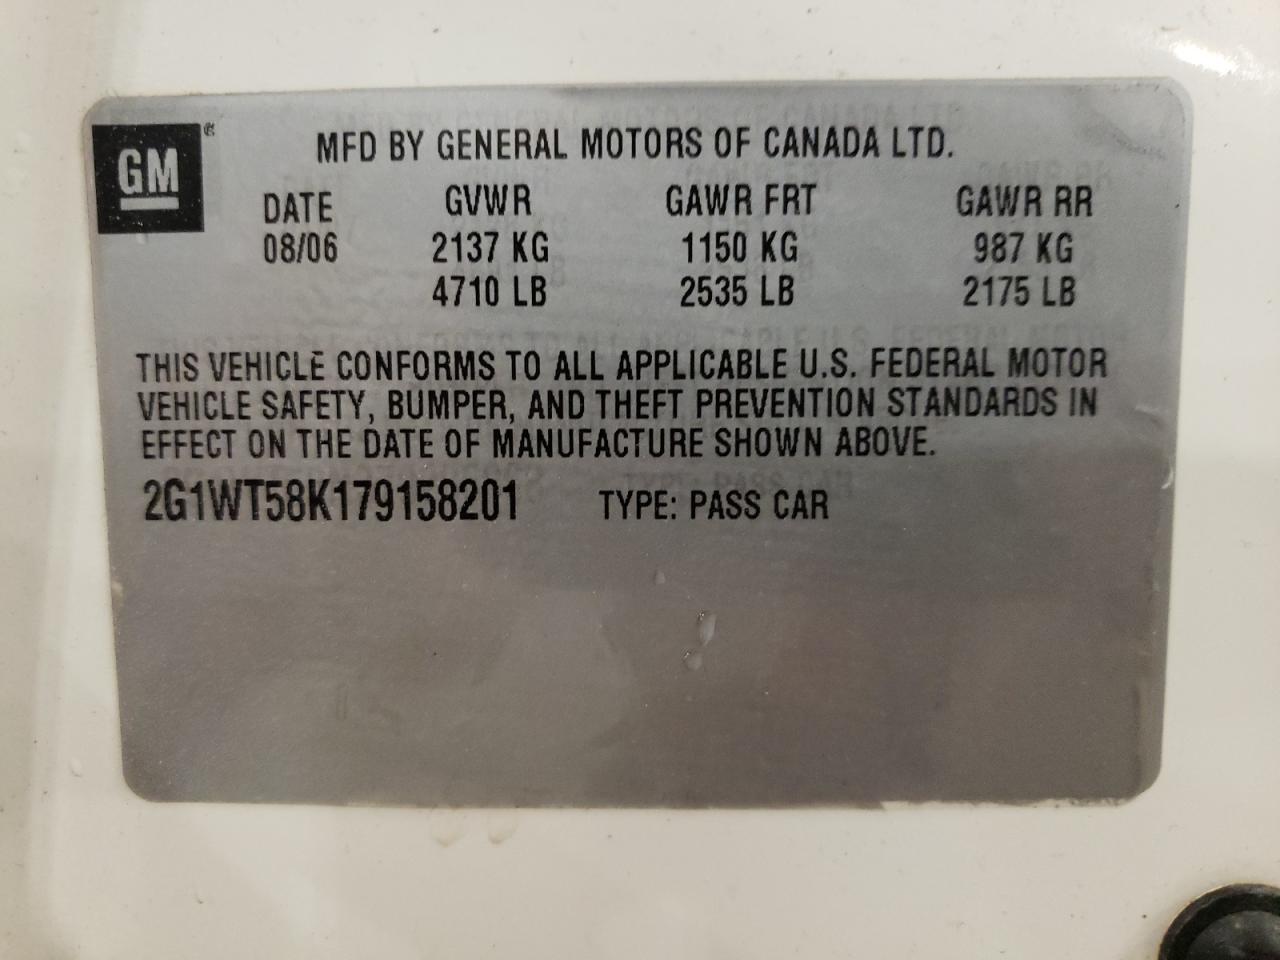 GM®
MFD BY GENERAL MOTORS OF CANADA LTD.
DATE GVWR GAWR FRT GAWR RR
08/06 2137 KG 1150 KG 987 KG
4710 LB 2535 LB 2175 LB
THIS VEHICLE CONFORMS TO ALL APPLICABLE U.S. FEDERAL MOTOR
VEHICLE SAFETY, BUMPER, AND THEFT PREVENTION STANDARDS IN
EFFECT ON THE DATE OF MANUFACTURE SHOWN ABOVE.
2G1WT58K179158201 TYPE: PASS CAR